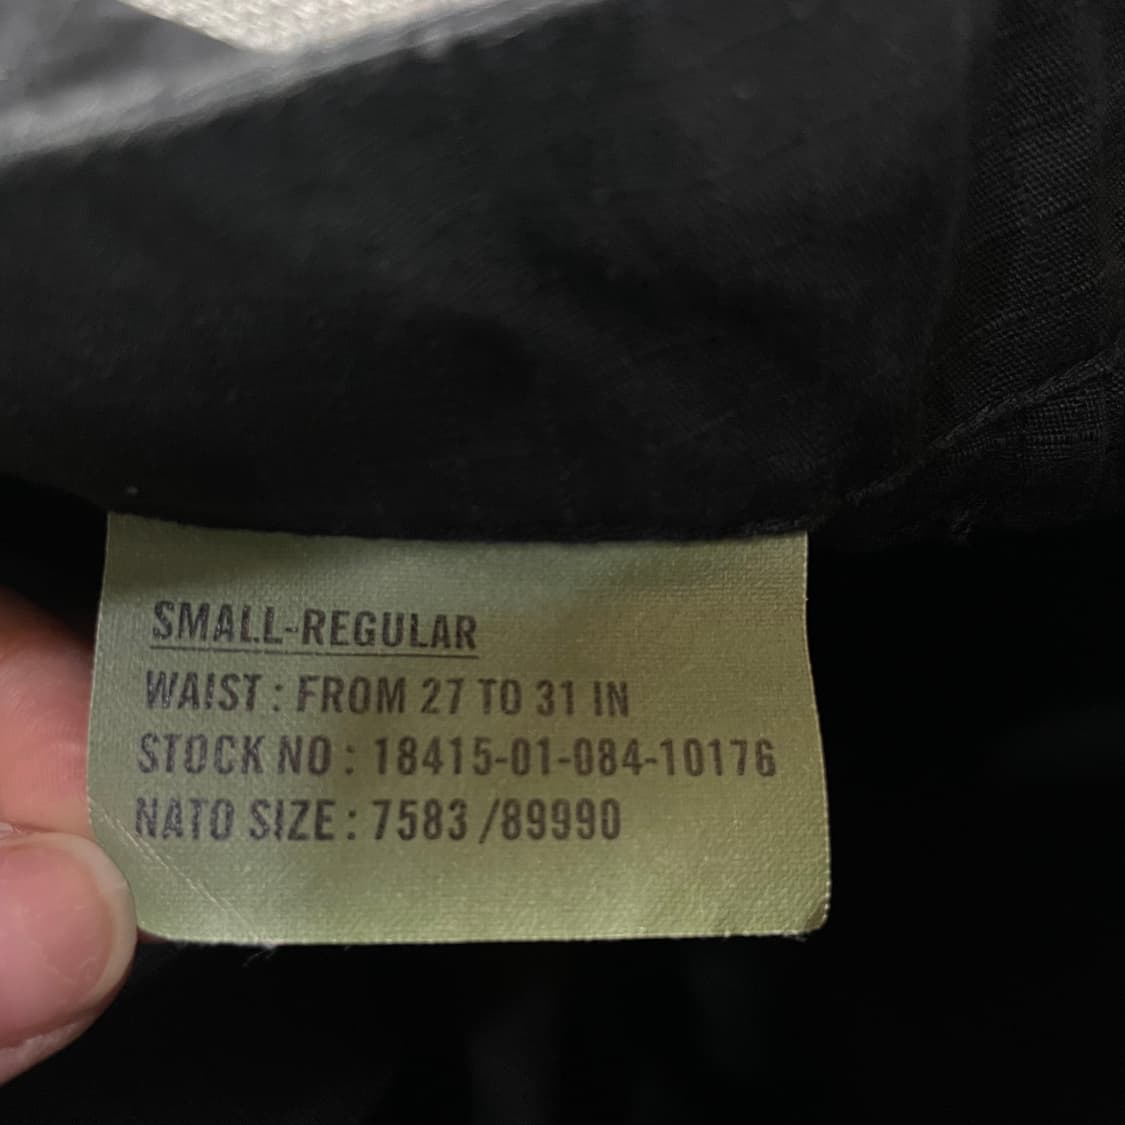 SMALL-REGULAR
WAIST : FROM 27 TO 31 IN
STOCK NO : 18415-01-084-10176
NATO SIZE : 7583 /89990